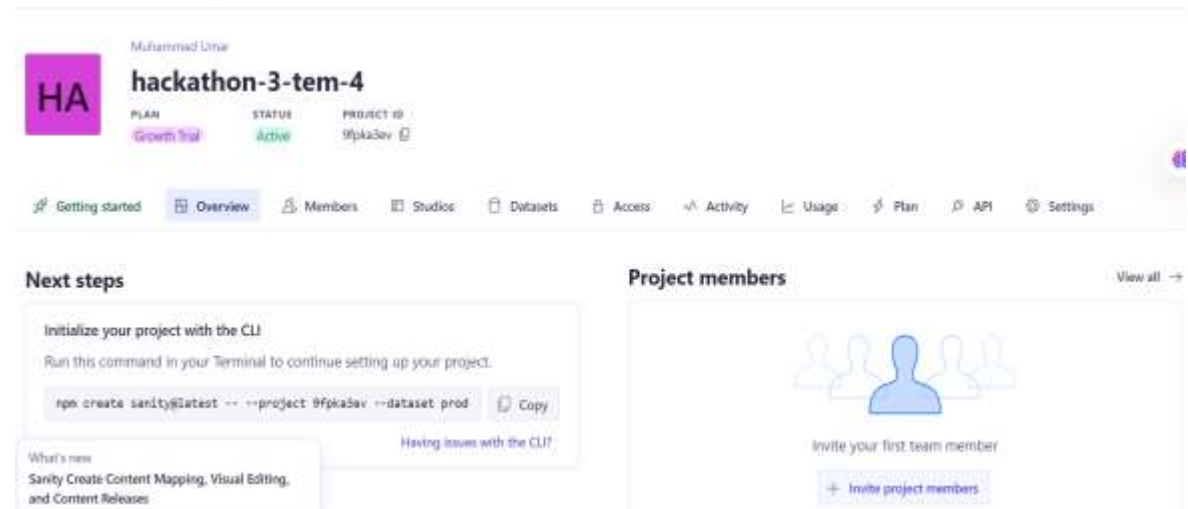 Muhammad Umar
HA
hackathon-3-tem-4
PLAN STATUS PROJECT ID
Growth Trial Active 9fpka3ev
Getting started Overview Members Studios Datasets Access Activity Usage Plan API Settings
Next steps
Initialize your project with the CLI
Run this command in your Terminal to continue setting up your project.
npm create sanity@latest -- --project 9fpka3ev --dataset prod Copy
Having issues with the CLI?
What's new
Sanity Create Content Mapping, Visual Editing,
and Content Releases
Project members View all →
Invite your first team member
+ Invite project members